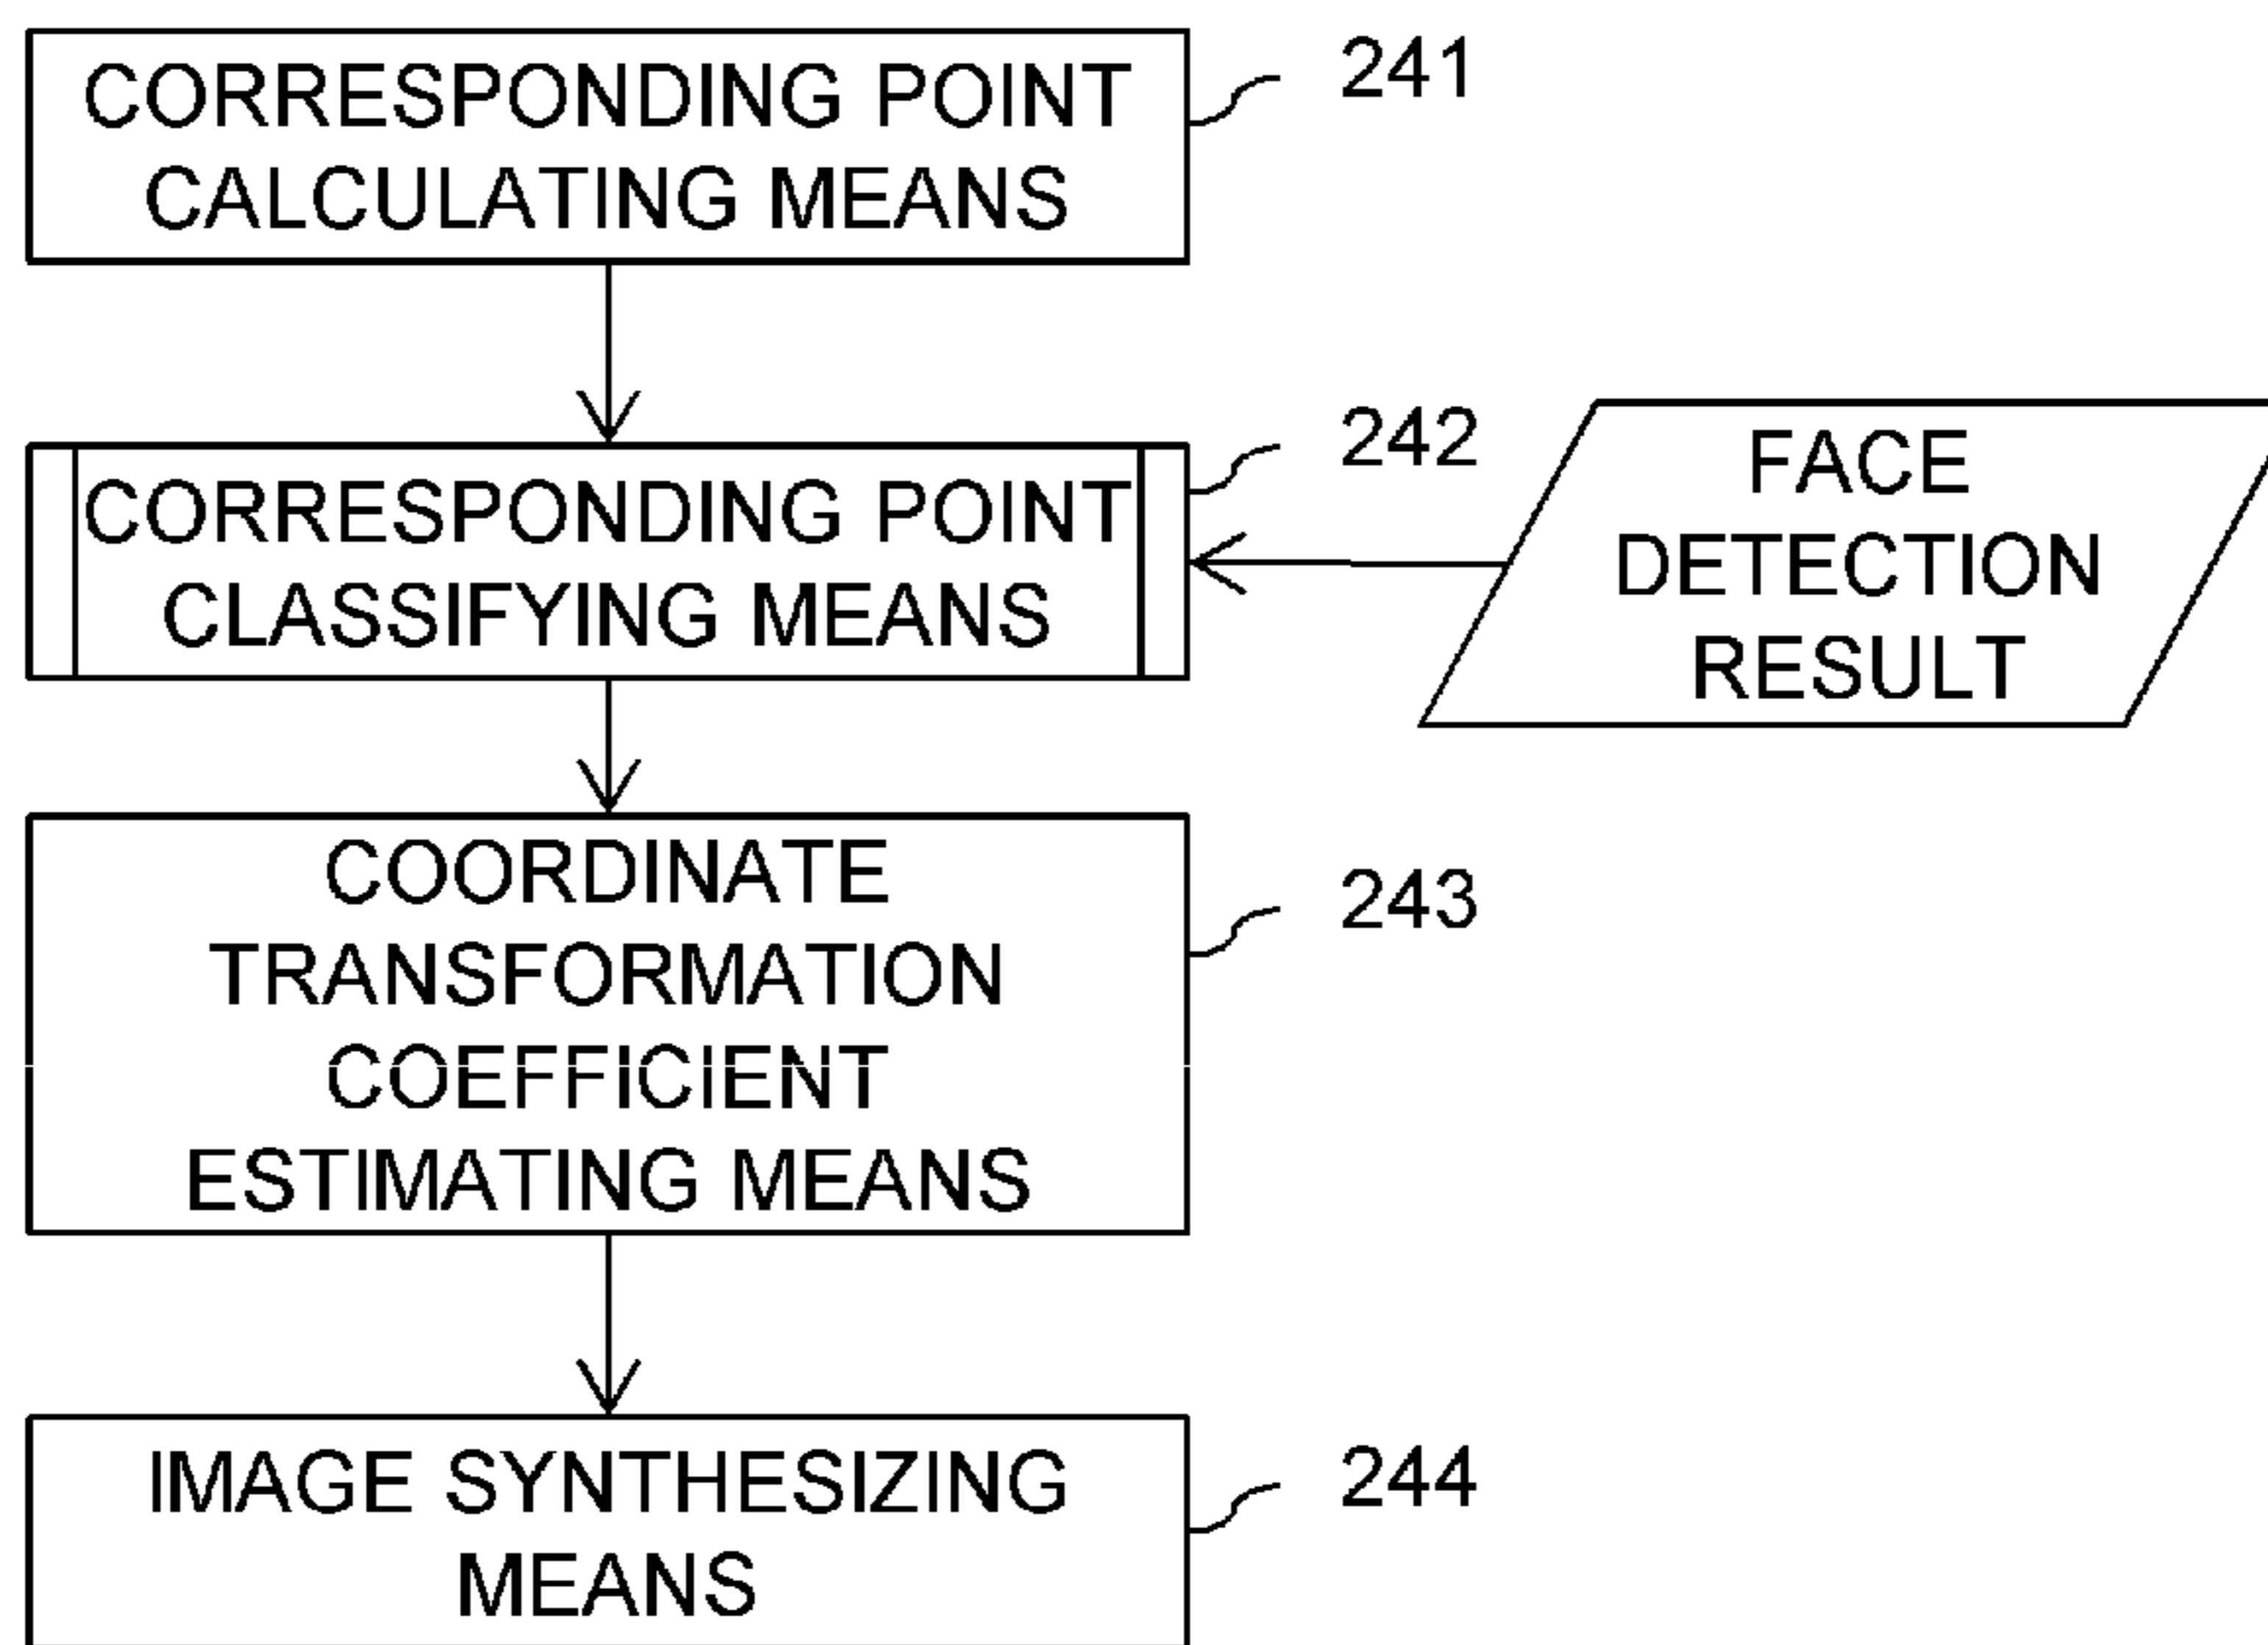 CORRESPONDING POINT
CALCULATING MEANS
241
CORRESPONDING POINT
CLASSIFYING MEANS
242
FACE
DETECTION
RESULT
COORDINATE
TRANSFORMATION
COEFFICIENT
ESTIMATING MEANS
243
IMAGE SYNTHESIZING
MEANS
244